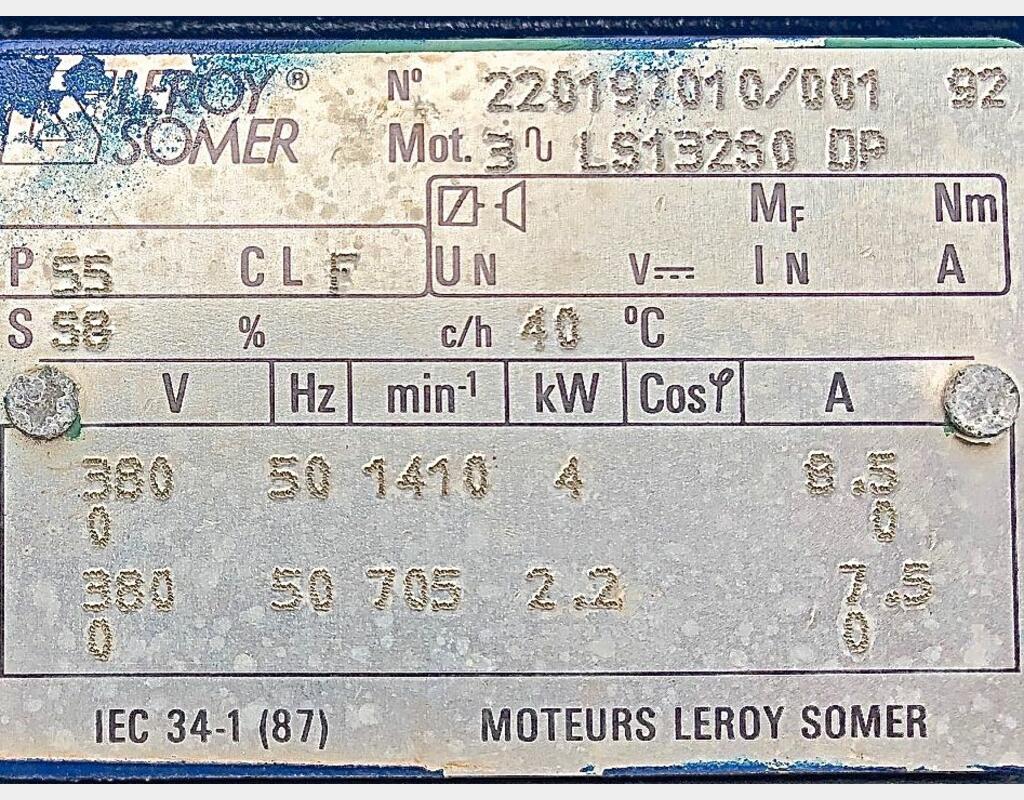 LEROY® N° 220197010/001 92
SOMER Mot. 3 LS132S0 DP
MF Nm
P 55 CL F UN V IN A
S S8 % c/h 40 °C
V Hz min-1 kW Cosφ A
380 50 1410 4 8.5
0 0
380 50 705 2.2 7.5
0 0
IEC 34-1 (87) MOTEURS LEROY SOMER